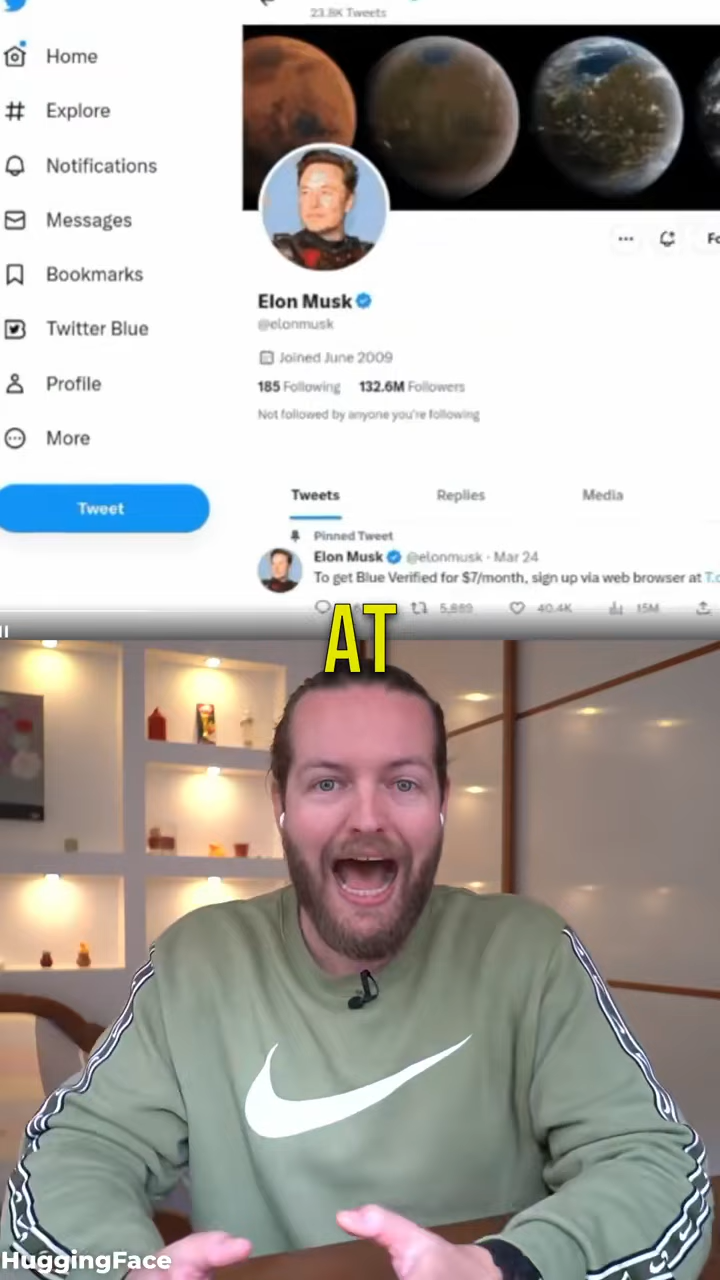 23.8K Tweets
Home
Explore
Notifications
Messages
Bookmarks
Twitter Blue
Profile
More
Tweet
Elon Musk
@elonmusk
Joined June 2009
185 Following 132.6M Followers
Not followed by anyone you're following
Tweets Replies Media
Pinned Tweet
Elon Musk @elonmusk · Mar 24
To get Blue Verified for $7/month, sign up via web browser at
40.4K 15M
AT
HuggingFace